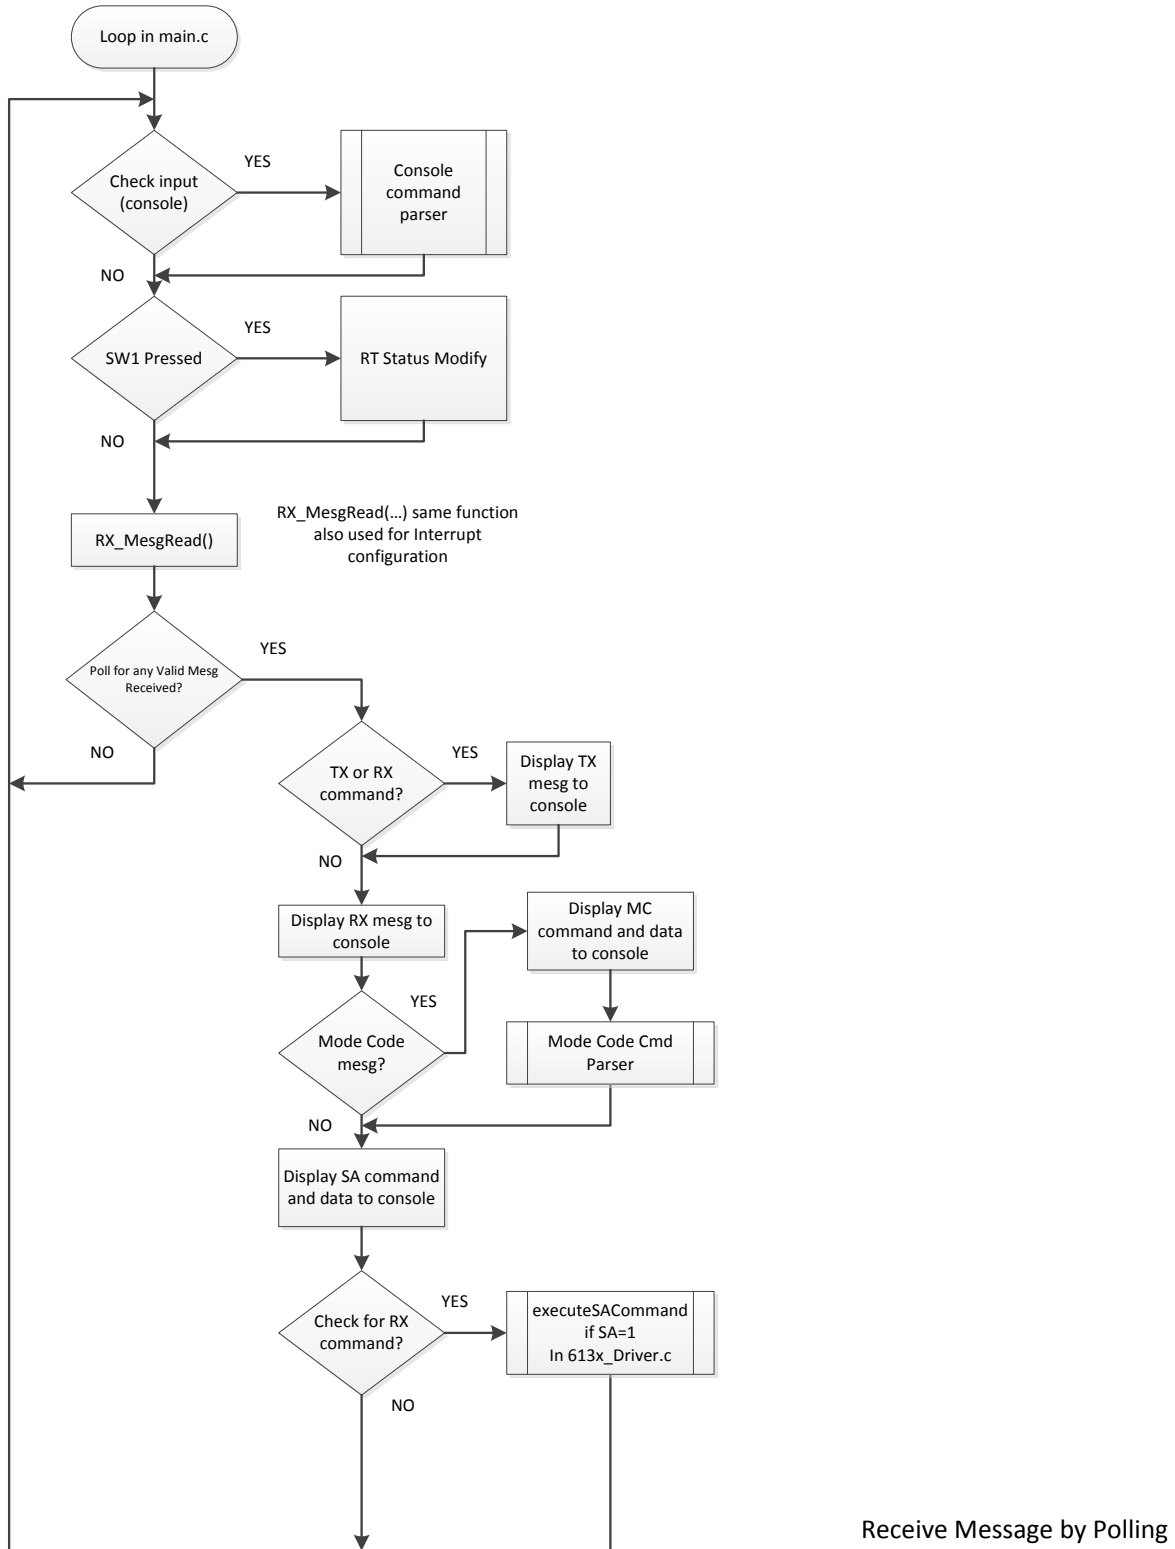 Loop in main.c
Check input
(console)
YES
Console
command
parser
NO
SW1 Pressed
YES
RT Status Modify
NO
RX_MesgRead()
RX_MesgRead(…) same function
also used for Interrupt
configuration
Poll for any Valid Mesg
Received?
YES
NO
TX or RX
command?
YES
Display TX
mesg to
console
NO
Display RX mesg to
console
Display MC
command and data
to console
Mode Code
mesg?
YES
Mode Code Cmd
Parser
NO
Display SA command
and data to console
Check for RX
command?
YES
executeSACommand
if SA=1
In 613x_Driver.c
NO
Receive Message by Polling